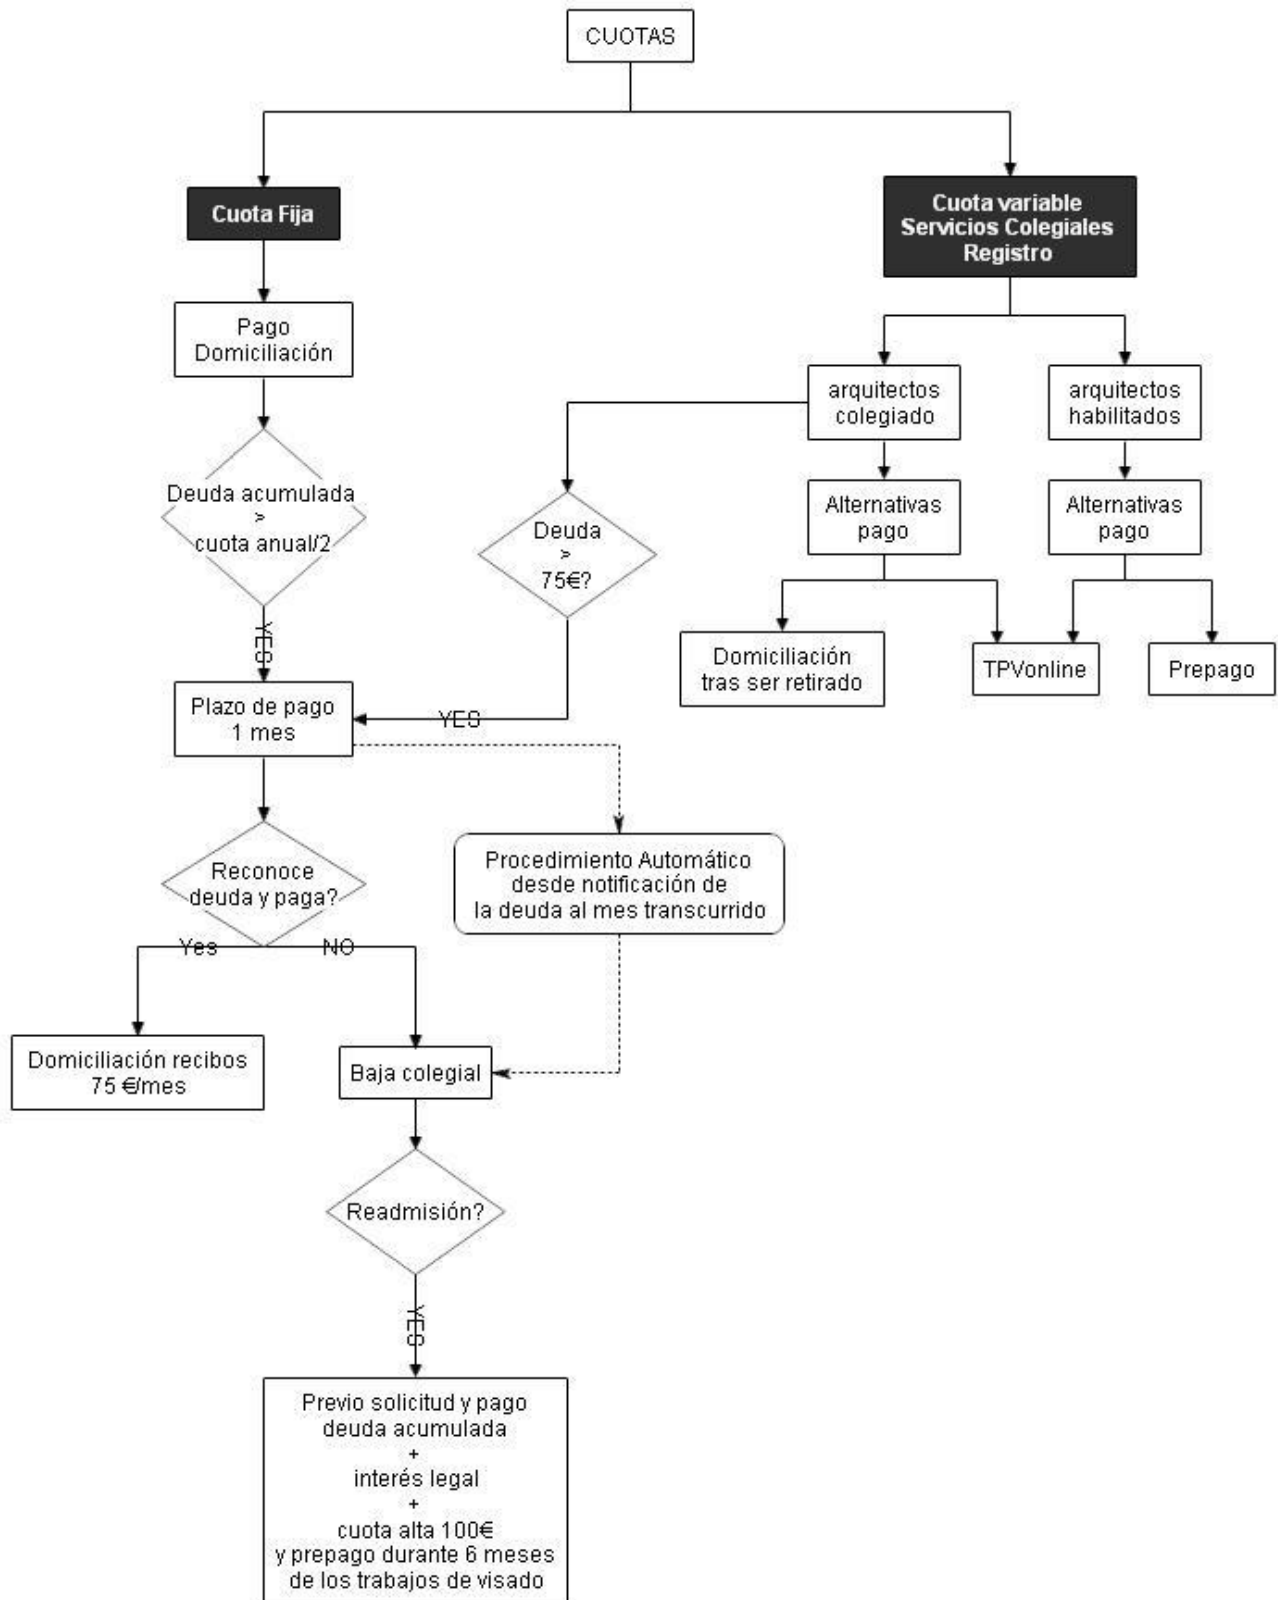 CUOTAS
Cuota Fija
Cuota variable
Servicios Colegiales
Registro
Pago
Domiciliación
arquitectos
colegiado
arquitectos
habilitados
Deuda acumulada
>
cuota anual/2
Deuda
>
75€?
Alternativas
pago
Alternativas
pago
YES
Domiciliación
tras ser retirado
TPVonline
Prepago
Plazo de pago
1 mes
YES
Reconoce
deuda y paga?
Procedimiento Automático
desde notificación de
la deuda al mes transcurrido
Yes
NO
Domiciliación recibos
75 €/mes
Baja colegial
Readmisión?
YES
Previo solicitud y pago
deuda acumulada
+
interés legal
+
cuota alta 100€
y prepago durante 6 meses
de los trabajos de visado